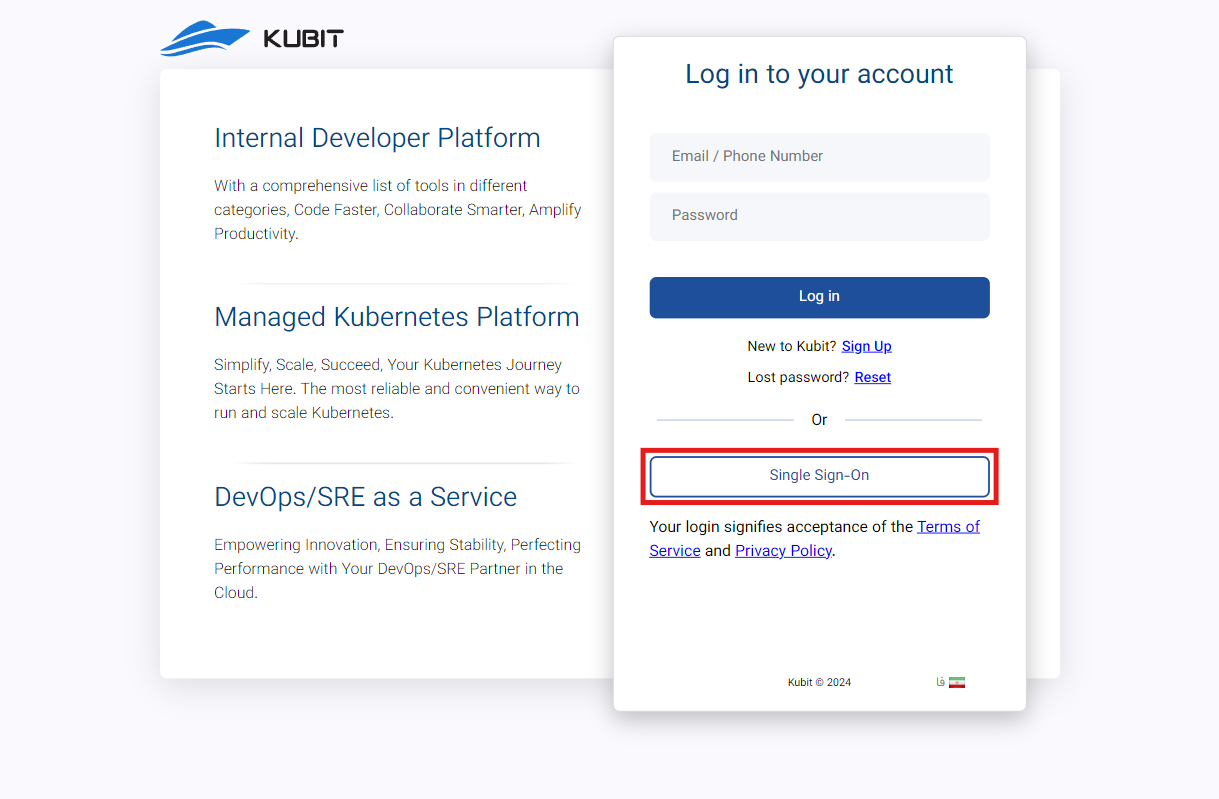 KUBIT
Internal Developer Platform
With a comprehensive list of tools in different
categories, Code Faster, Collaborate Smarter, Amplify
Productivity.
Managed Kubernetes Platform
Simplify, Scale, Succeed, Your Kubernetes Journey
Starts Here. The most reliable and convenient way to
run and scale Kubernetes.
DevOps/SRE as a Service
Empowering Innovation, Ensuring Stability, Perfecting
Performance with Your DevOps/SRE Partner in the
Cloud.
Log in to your account
Email / Phone Number
Password
Log in
New to Kubit? Sign Up
Lost password? Reset
Or
Single Sign-On
Your login signifies acceptance of the Terms of
Service and Privacy Policy.
Kubit © 2024
فا